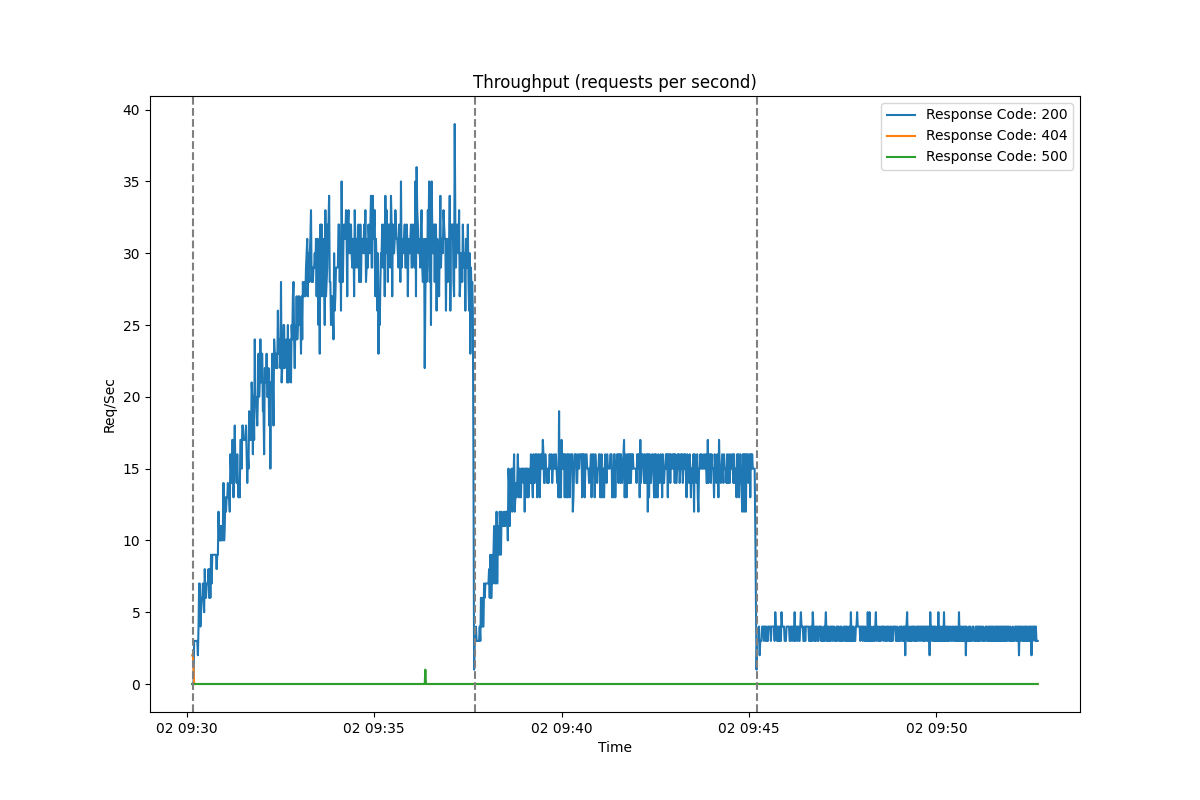 Throughput (requests per second)
Response Code: 200
Response Code: 404
Response Code: 500
Req/Sec
40
35
30
25
20
15
10
5
0
02 09:30
02 09:35
02 09:40
02 09:45
02 09:50
Time